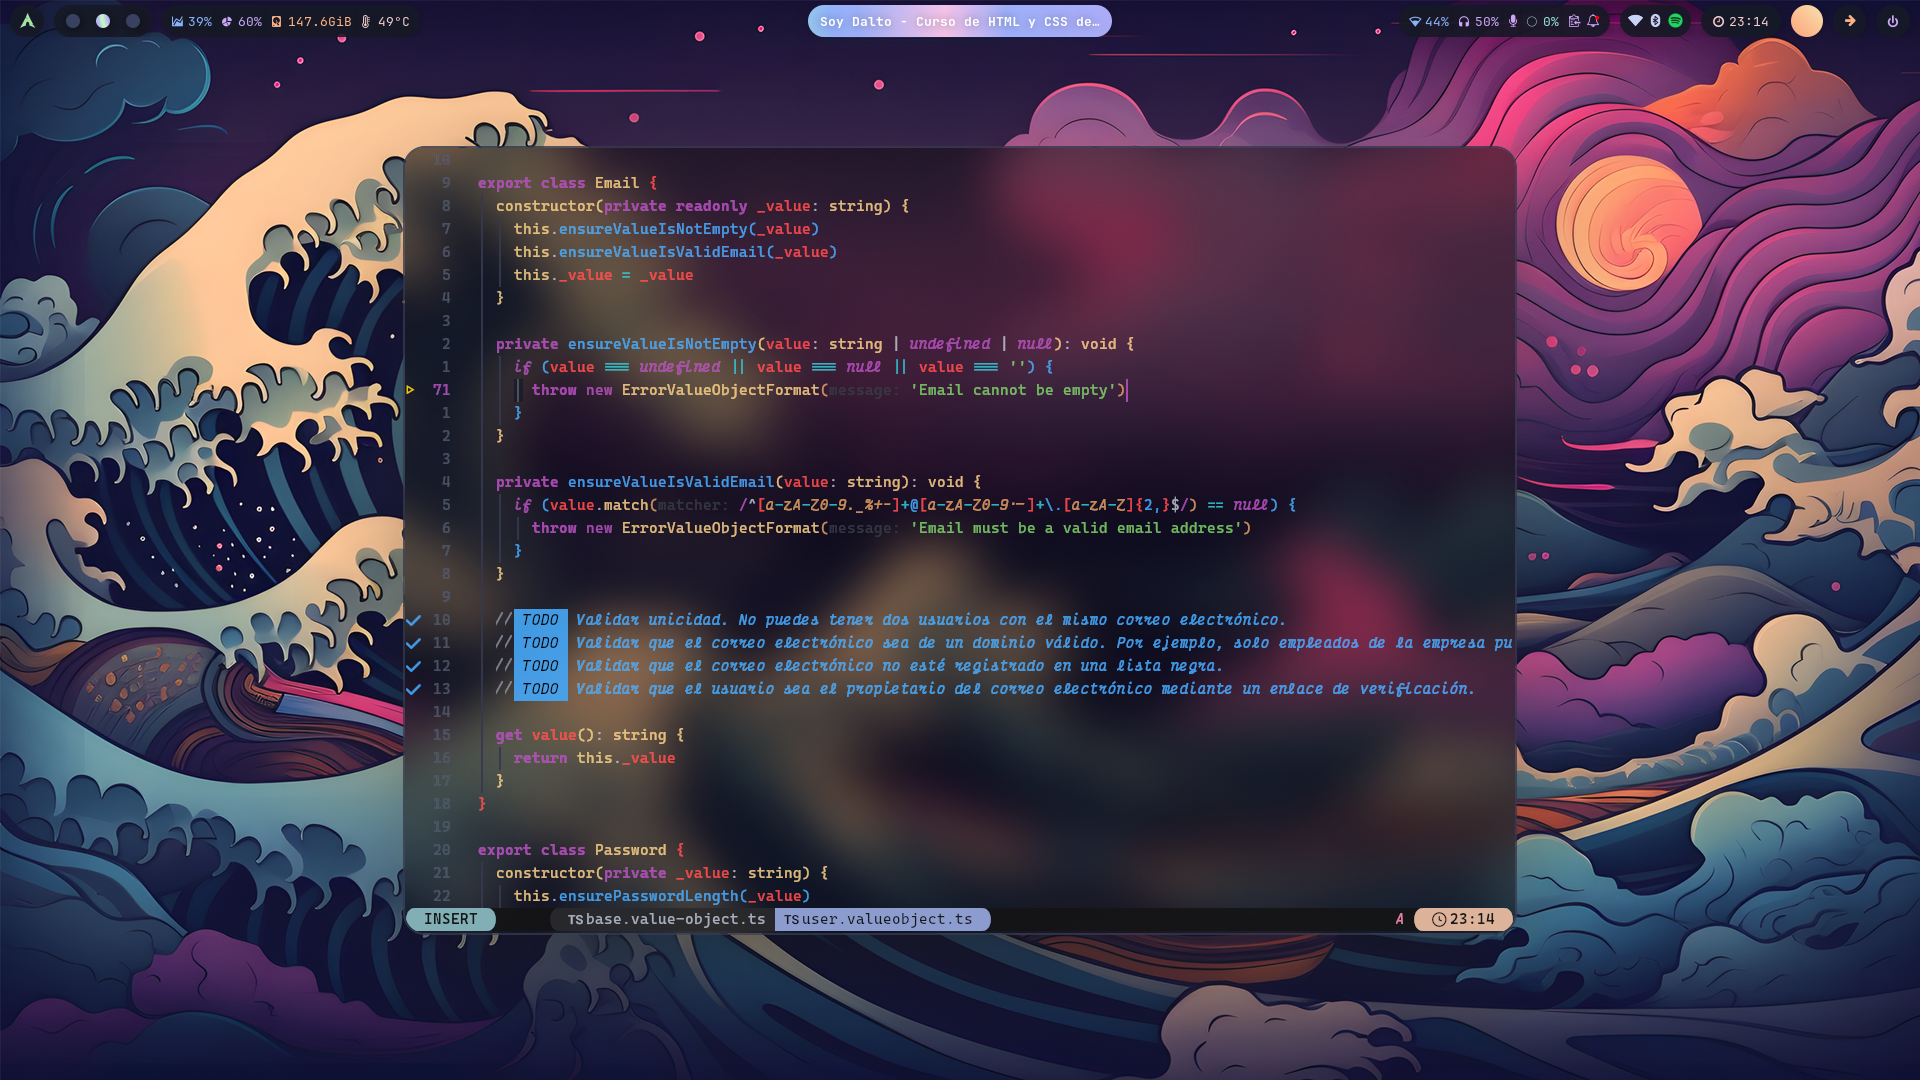 39% 60% 147.6GiB 49°C
Soy Dalto - Curso de HTML y CSS de…
44% 50% 0% 23:14
10
9 export class Email {
8 constructor(private readonly _value: string) {
7 this.ensureValueIsNotEmpty(_value)
6 this.ensureValueIsValidEmail(_value)
5 this._value = _value
4 }
3
2 private ensureValueIsNotEmpty(value: string | undefined | null): void {
1 if (value === undefined || value === null || value === '') {
71 throw new ErrorValueObjectFormat(message: 'Email cannot be empty')
1 }
2 }
3
4 private ensureValueIsValidEmail(value: string): void {
5 if (value.match(matcher: /^[a-zA-Z0-9._%+-]+@[a-zA-Z0-9.-]+\.[a-zA-Z]{2,}$/) == null) {
6 throw new ErrorValueObjectFormat(message: 'Email must be a valid email address')
7 }
8 }
9
10 // TODO Validar unicidad. No puedes tener dos usuarios con el mismo correo electrónico.
11 // TODO Validar que el correo electrónico sea de un dominio válido. Por ejemplo, solo empleados de la empresa pu
12 // TODO Validar que el correo electrónico no esté registrado en una lista negra.
13 // TODO Validar que el usuario sea el propietario del correo electrónico mediante un enlace de verificación.
14
15 get value(): string {
16 return this._value
17 }
18 }
19
20 export class Password {
21 constructor(private _value: string) {
22 this.ensurePasswordLength(_value)
INSERT TS base.value-object.ts TS user.valueobject.ts A 23:14